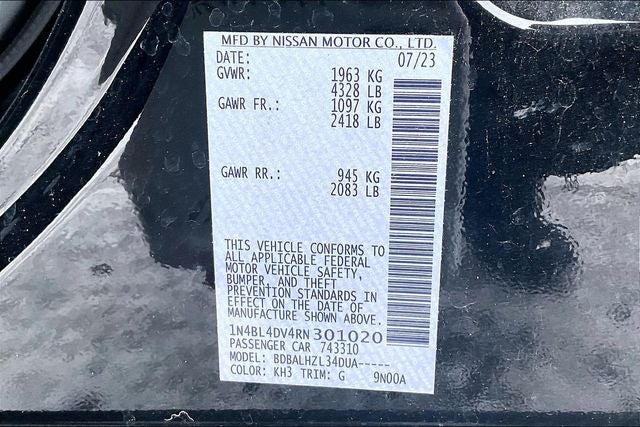 MFD BY NISSAN MOTOR CO., LTD.
DATE: 07/23
GVWR: 1963 KG
4328 LB
GAWR FR.: 1097 KG
2418 LB
GAWR RR.: 945 KG
2083 LB
THIS VEHICLE CONFORMS TO
ALL APPLICABLE FEDERAL
MOTOR VEHICLE SAFETY,
BUMPER, AND THEFT
PREVENTION STANDARDS IN
EFFECT ON THE DATE OF
MANUFACTURE SHOWN ABOVE.
1N4BL4DV4RN301020
PASSENGER CAR 743310
MODEL: BDBALHZL34DUA-----
COLOR: KH3 TRIM: G 9N00A